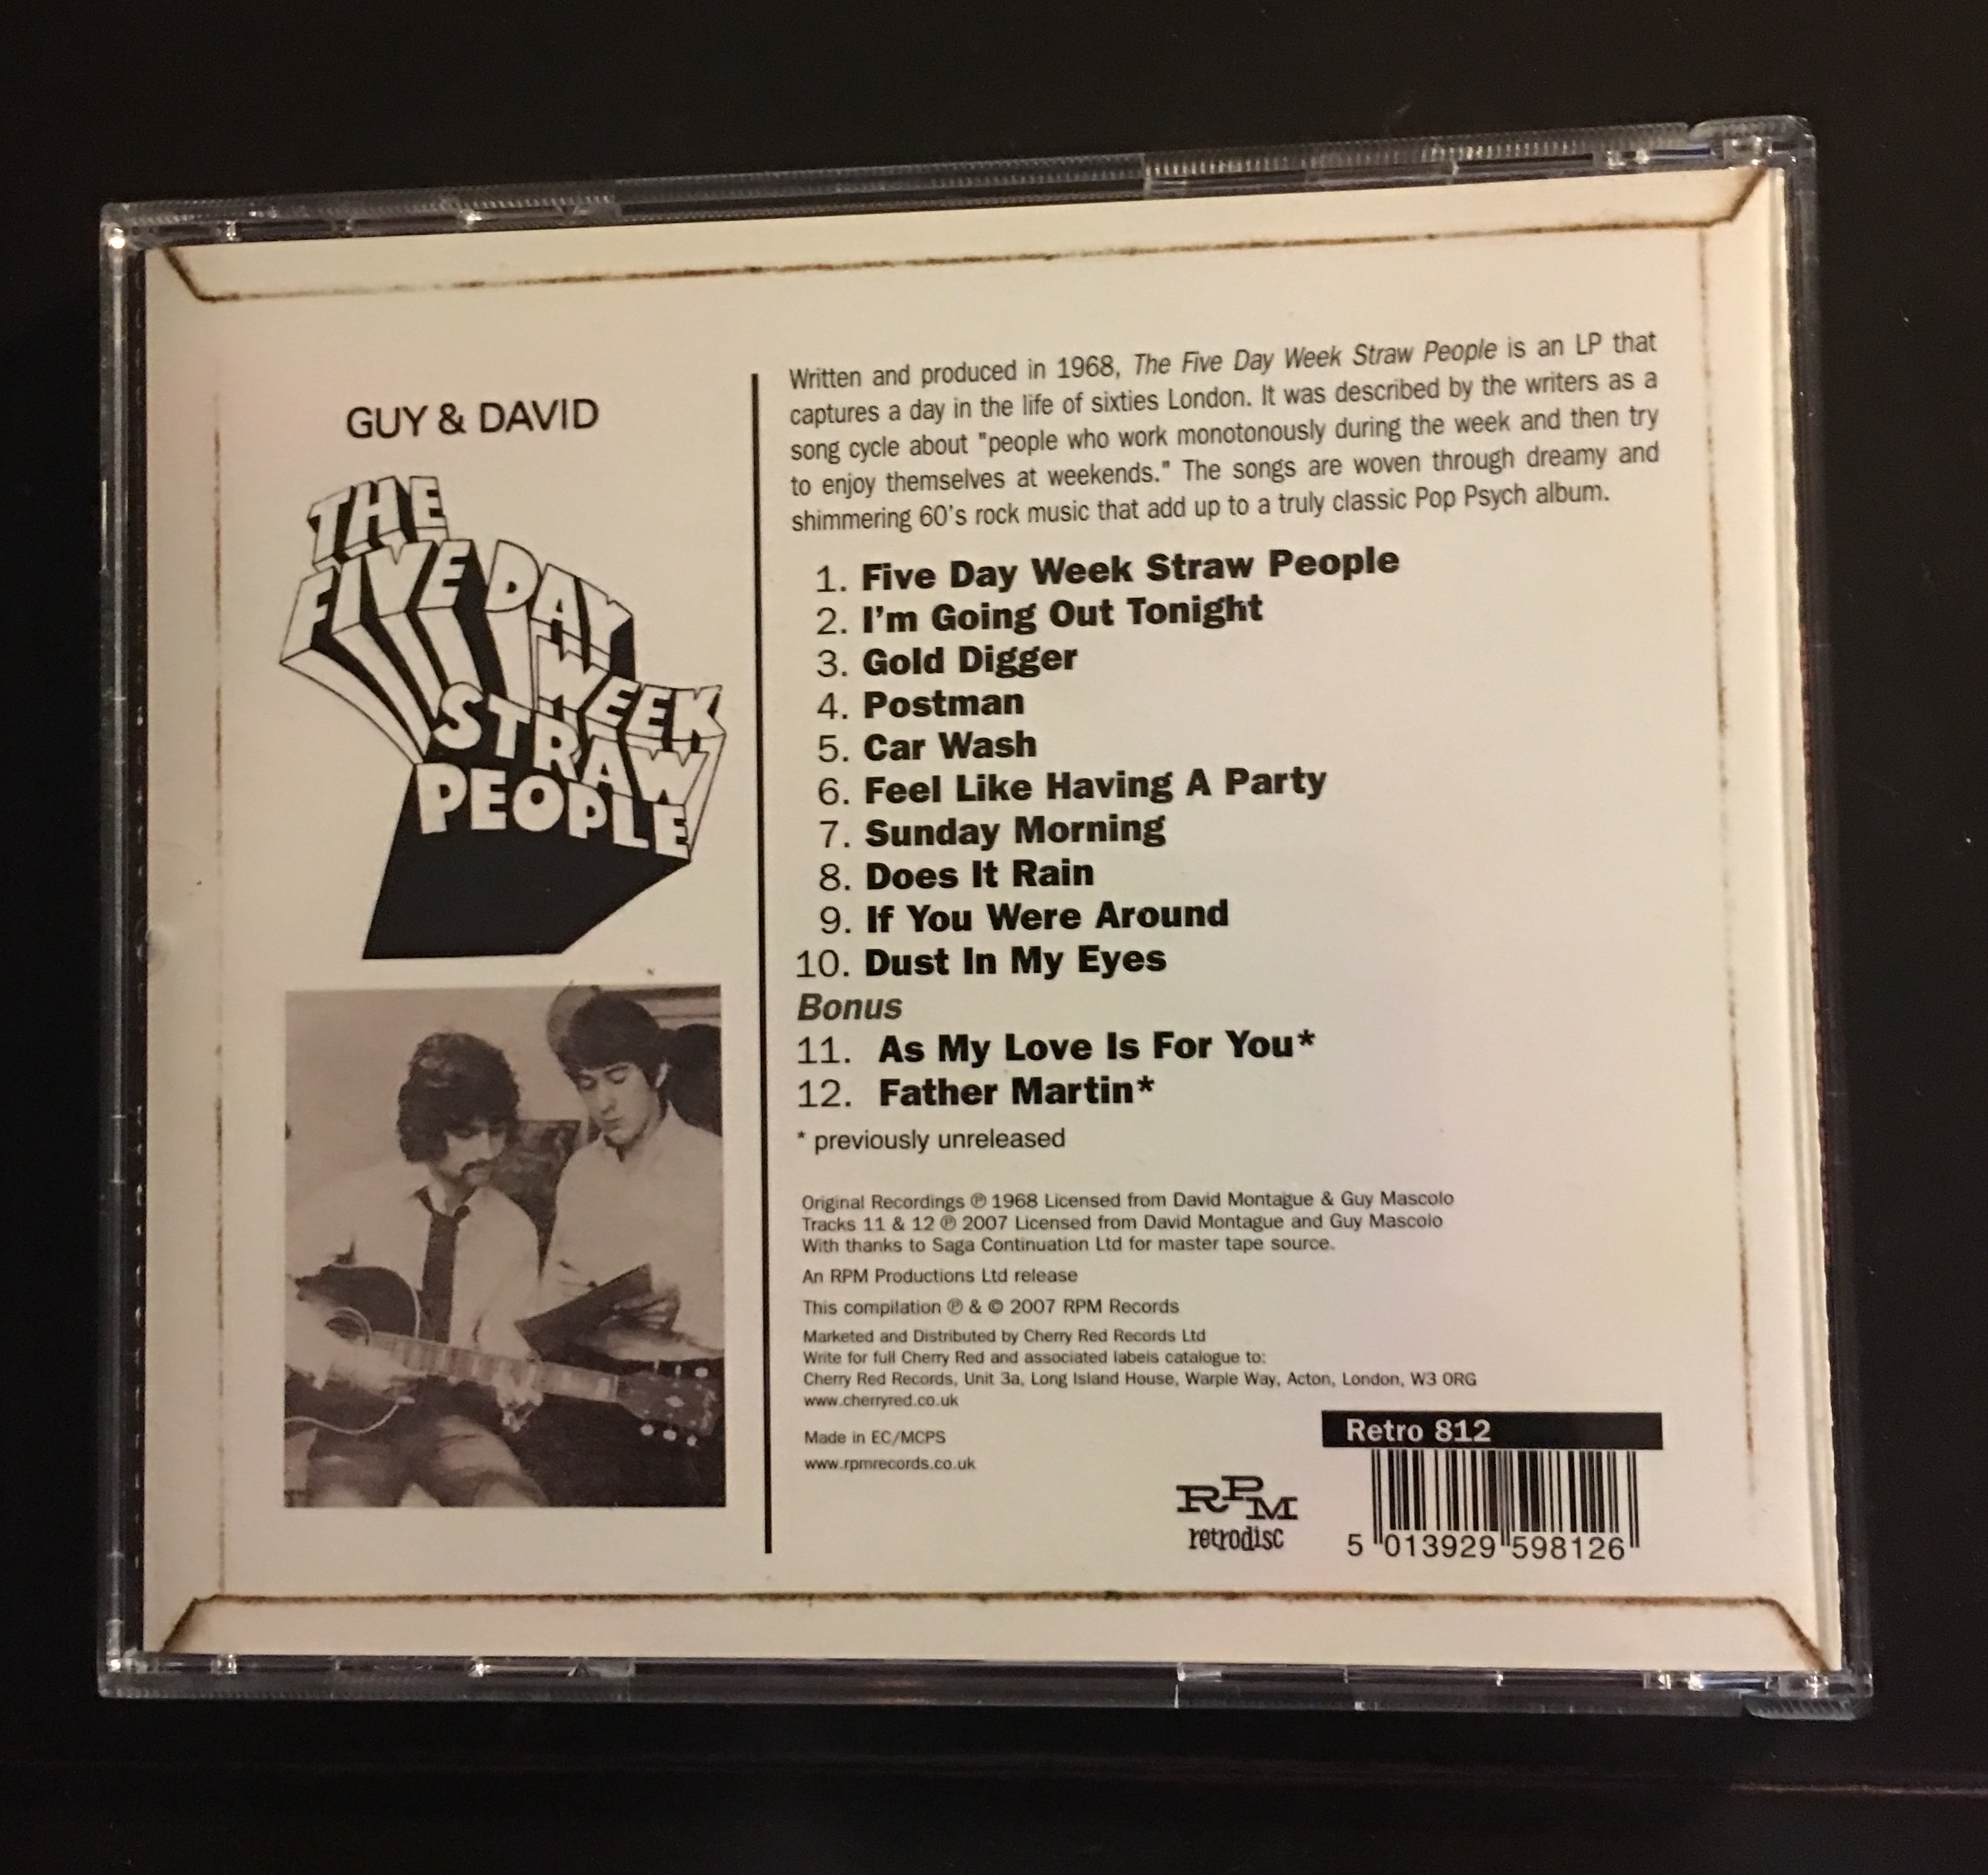 GUY & DAVID
THE
FIVE DAY
WEEK
STRAW
PEOPLE
Written and produced in 1968, The Five Day Week Straw People is an LP that
captures a day in the life of sixties London. It was described by the writers as a
song cycle about "people who work monotonously during the week and then try
to enjoy themselves at weekends." The songs are woven through dreamy and
shimmering 60's rock music that add up to a truly classic Pop Psych album.
1. Five Day Week Straw People
2. I'm Going Out Tonight
3. Gold Digger
4. Postman
5. Car Wash
6. Feel Like Having A Party
7. Sunday Morning
8. Does It Rain
9. If You Were Around
10. Dust In My Eyes
Bonus
11. As My Love Is For You*
12. Father Martin*
* previously unreleased
Original Recordings ℗ 1968 Licensed from David Montague & Guy Mascolo
Tracks 11 & 12 ℗ 2007 Licensed from David Montague and Guy Mascolo
With thanks to Saga Continuation Ltd for master tape source.
An RPM Productions Ltd release
This compilation ℗ & © 2007 RPM Records
Marketed and Distributed by Cherry Red Records Ltd
Write for full Cherry Red and associated labels catalogue to:
Cherry Red Records, Unit 3a, Long Island House, Warple Way, Acton, London, W3 0RG
www.cherryred.co.uk
Made in EC/MCPS
www.rpmrecords.co.uk
RPM
retrodisc
Retro 812
5 013929 598126